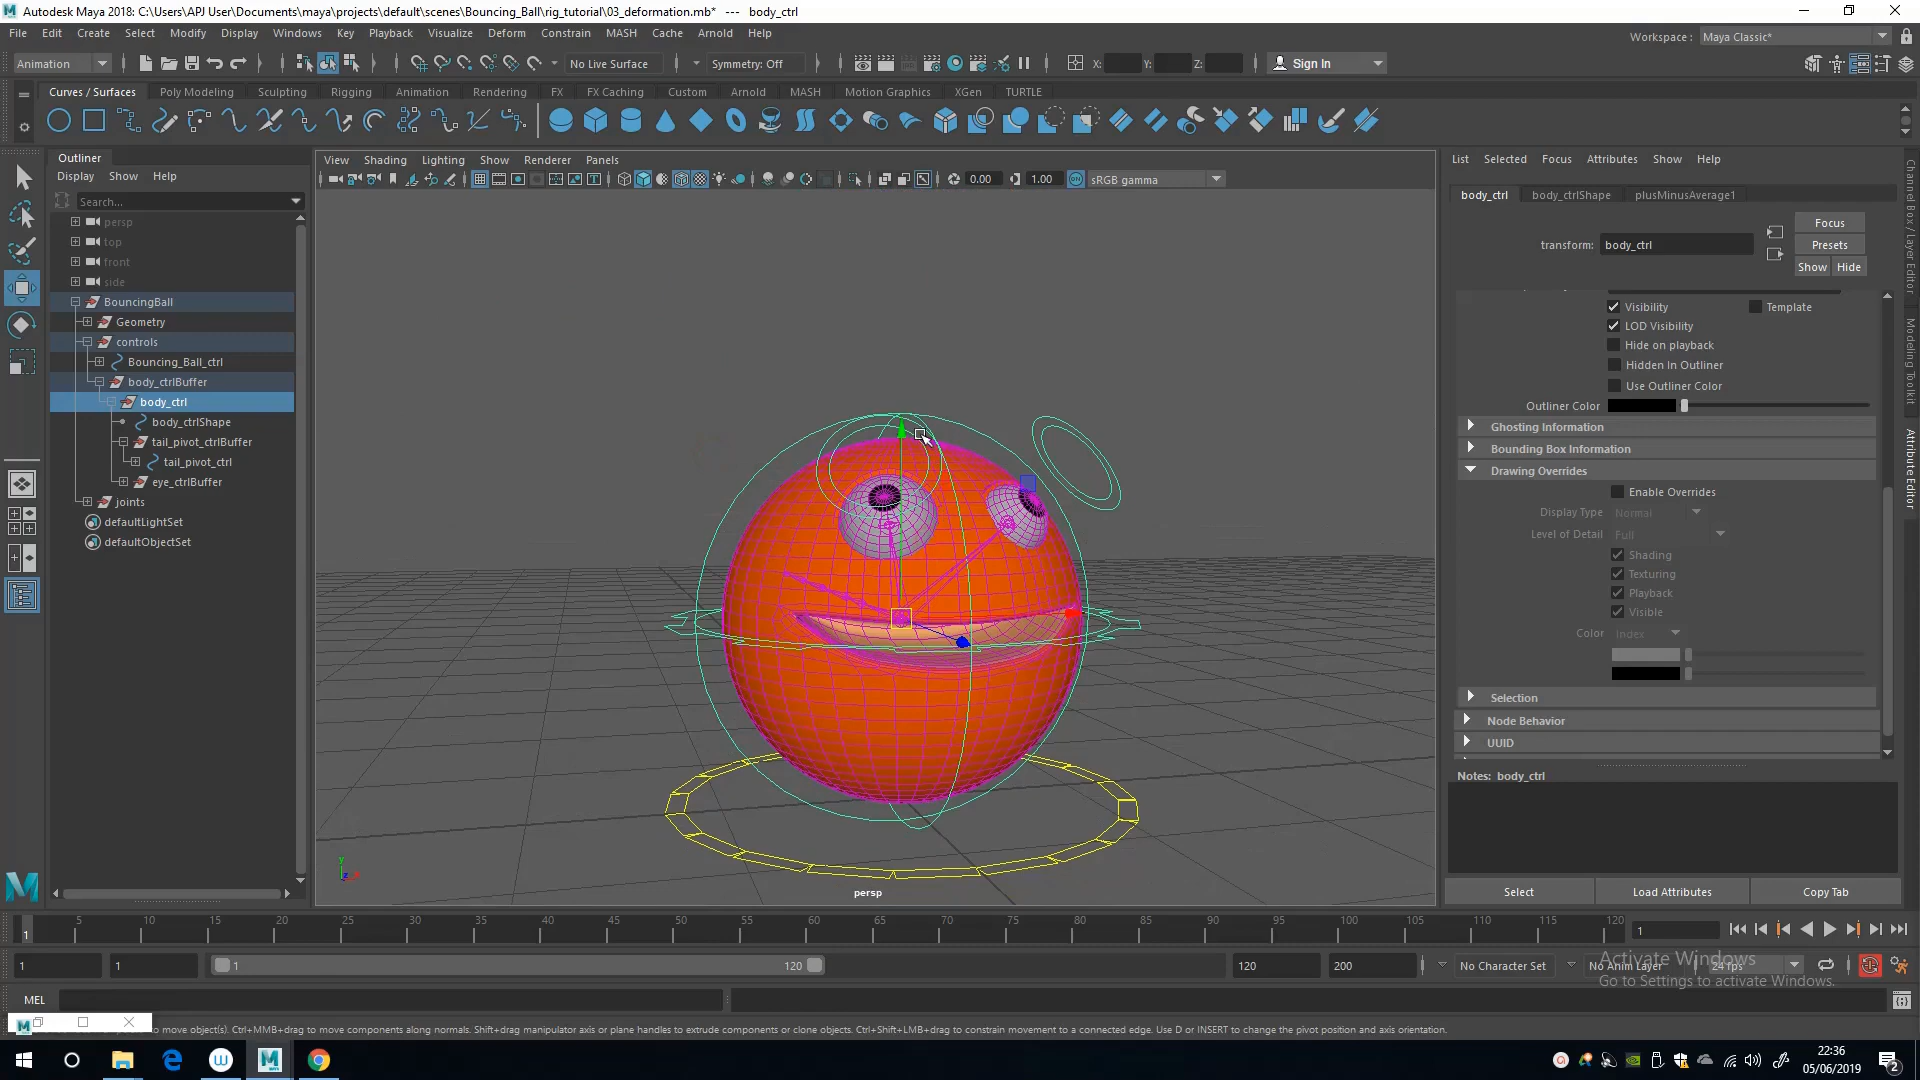 Autodesk Maya 2018: C:\Users\APJ User\Documents\maya\projects\default\scenes\Bouncing_Ball\rig_tutorial\03_deformation.mb* --- body_ctrl
File Edit Create Select Modify Display Windows Key Playback Visualize Deform Constrain MASH Cache Arnold Help
Workspace : Maya Classic*
Animation No Live Surface Symmetry: Off X: Y: Z: Sign In
Curves / Surfaces Poly Modeling Sculpting Rigging Animation Rendering FX FX Caching Custom Arnold MASH Motion Graphics XGen TURTLE
Outliner
Display Show Help
Search...
persp
top
front
side
BouncingBall
Geometry
controls
Bouncing_Ball_ctrl
body_ctrlBuffer
body_ctrl
body_ctrlShape
tail_pivot_ctrlBuffer
tail_pivot_ctrl
eye_ctrlBuffer
joints
defaultLightSet
defaultObjectSet
View Shading Lighting Show Renderer Panels
0.00 1.00 sRGB gamma
persp
List Selected Focus Attributes Show Help
body_ctrl body_ctrlShape plusMinusAverage1
Focus
transform: body_ctrl Presets
Show Hide
Visibility Template
LOD Visibility
Hide on playback
Hidden In Outliner
Use Outliner Color
Outliner Color
Ghosting Information
Bounding Box Information
Drawing Overrides
Enable Overrides
Display Type Normal
Level of Detail Full
Shading
Texturing
Playback
Visible
Color Index
Selection
Node Behavior
UUID
Notes: body_ctrl
Select Load Attributes Copy Tab
Channel Box / Layer Editor
Modeling Toolkit
Attribute Editor
1 5 10 15 20 25 30 35 40 45 50 55 60 65 70 75 80 85 90 95 100 105 110 115 120 1
1 1 1 120 120 200 No Character Set No Anim Layer 24 fps
Activate Windows
Go to Settings to activate Windows.
MEL
to move object(s). Ctrl+MMB+drag to move components along normals. Shift+drag manipulator axis or plane handles to extrude components or clone objects. Ctrl+Shift+LMB+drag to constrain movement to a connected edge. Use D or INSERT to change the pivot position and axis orientation.
22:36
05/06/2019
2